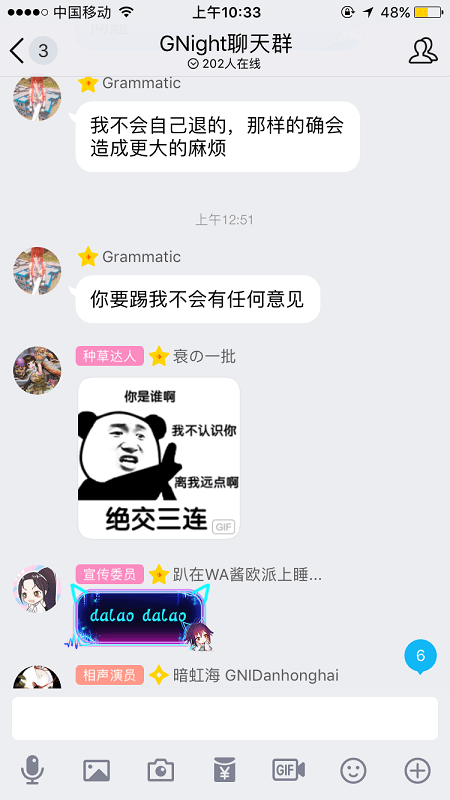 中国移动
上午10:33
48%
3
GNight聊天群
202人在线
Grammatic
我不会自己退的，那样的确会
造成更大的麻烦
上午12:51
Grammatic
你要踢我不会有任何意见
种草达人 衰の一批
你是谁啊
我不认识你
离我远点啊
绝交三连
GIF
宣传委员 趴在WA酱欧派上睡...
dalao dalao
6
相声演员 暗虹海 GNIDanhonghai
¥
GIF